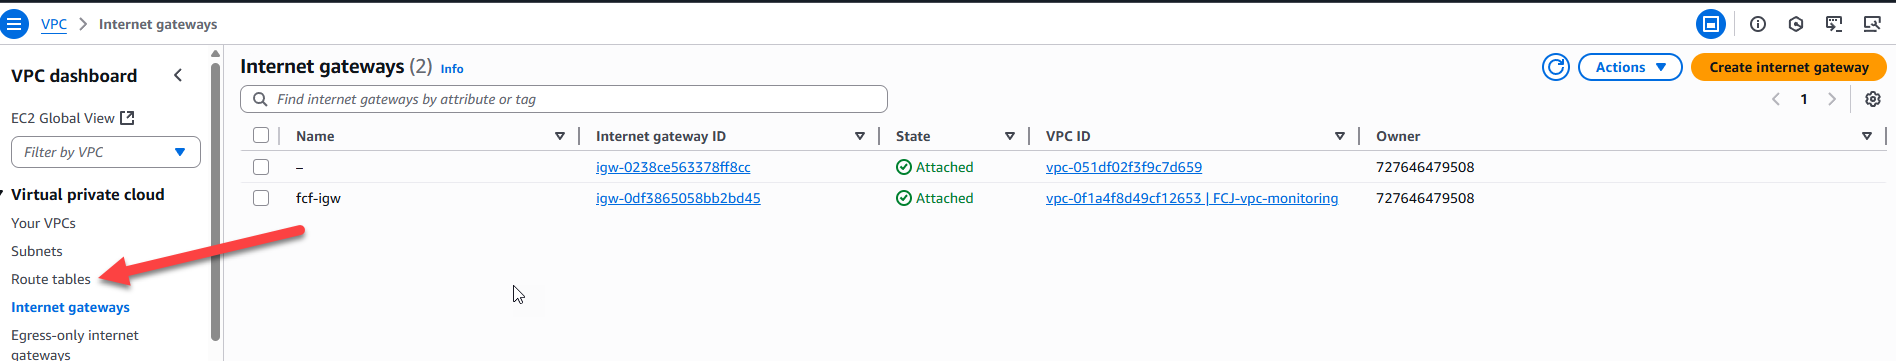 VPC > Internet gateways
VPC dashboard
EC2 Global View
Filter by VPC
Virtual private cloud
Your VPCs
Subnets
Route tables
Internet gateways
Egress-only internet
gateways
Internet gateways (2) Info
Actions
Create internet gateway
Find internet gateways by attribute or tag
1
Name Internet gateway ID State VPC ID Owner
– igw-0238ce563378ff8cc Attached vpc-051df02f3f9c7d659 727646479508
fcf-igw igw-0df3865058bb2bd45 Attached vpc-0f1a4f8d49cf12653 | FCJ-vpc-monitoring 727646479508